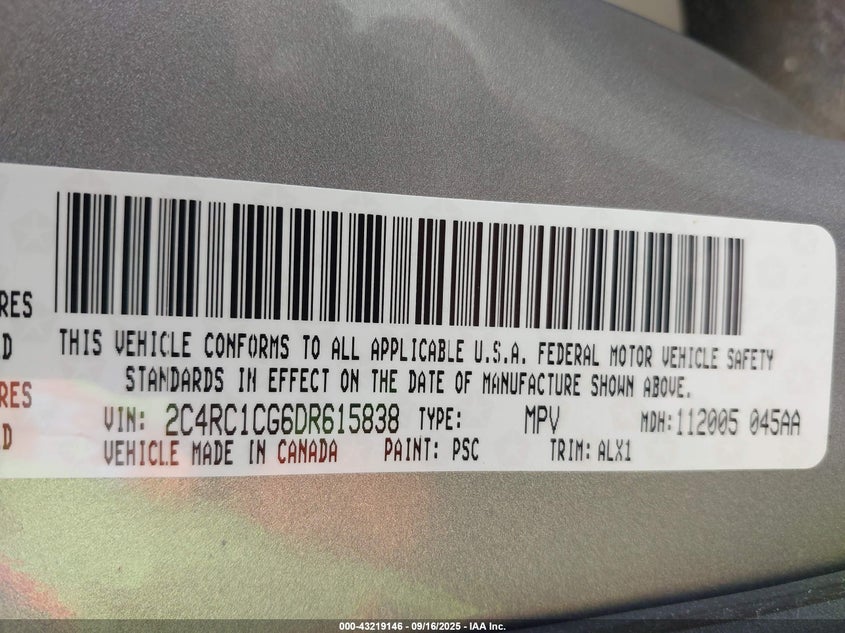 RES
D
RES
D
THIS VEHICLE CONFORMS TO ALL APPLICABLE U.S.A. FEDERAL MOTOR VEHICLE SAFETY
STANDARDS IN EFFECT ON THE DATE OF MANUFACTURE SHOWN ABOVE.
VIN: 2C4RC1CG6DR615838 TYPE: MPV MDH:112005 045AA
VEHICLE MADE IN CANADA PAINT: PSC TRIM: ALX1
000-43219146 - 09/16/2025 - IAA Inc.